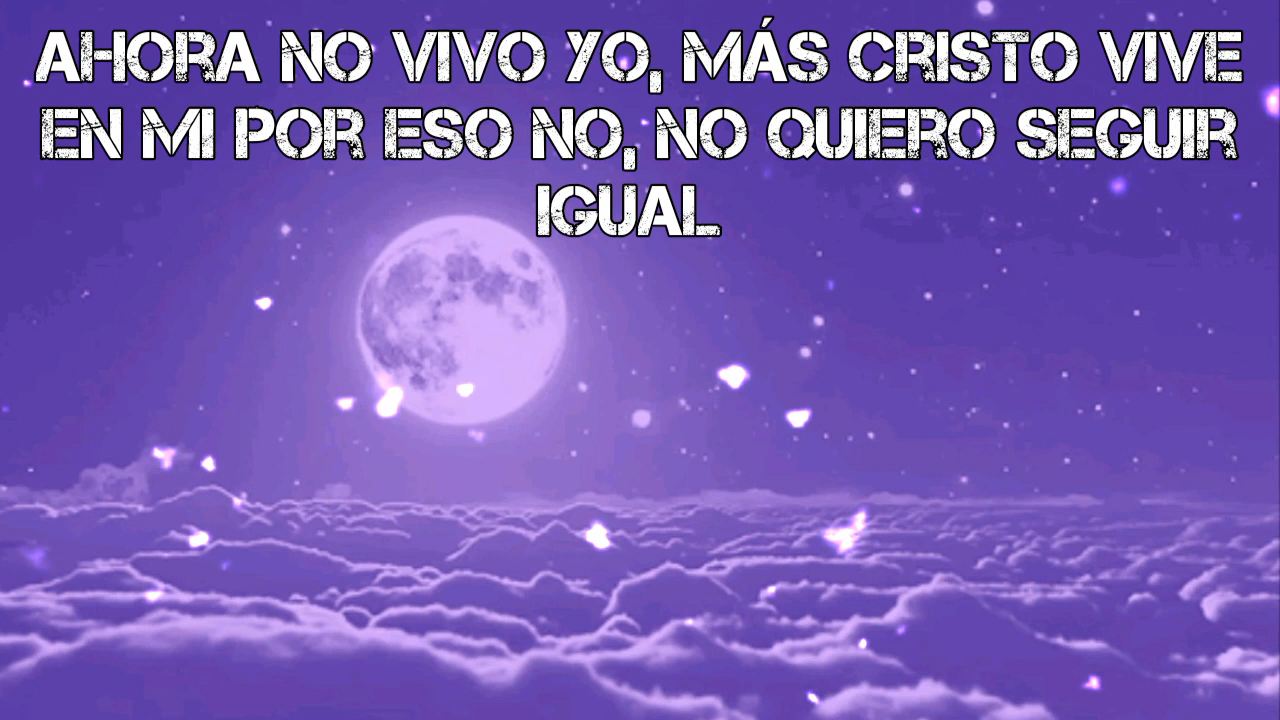 AHORA NO VIVO YO, MÁS CRISTO VIVE
EN MI POR ESO NO, NO QUIERO SEGUIR
IGUAL